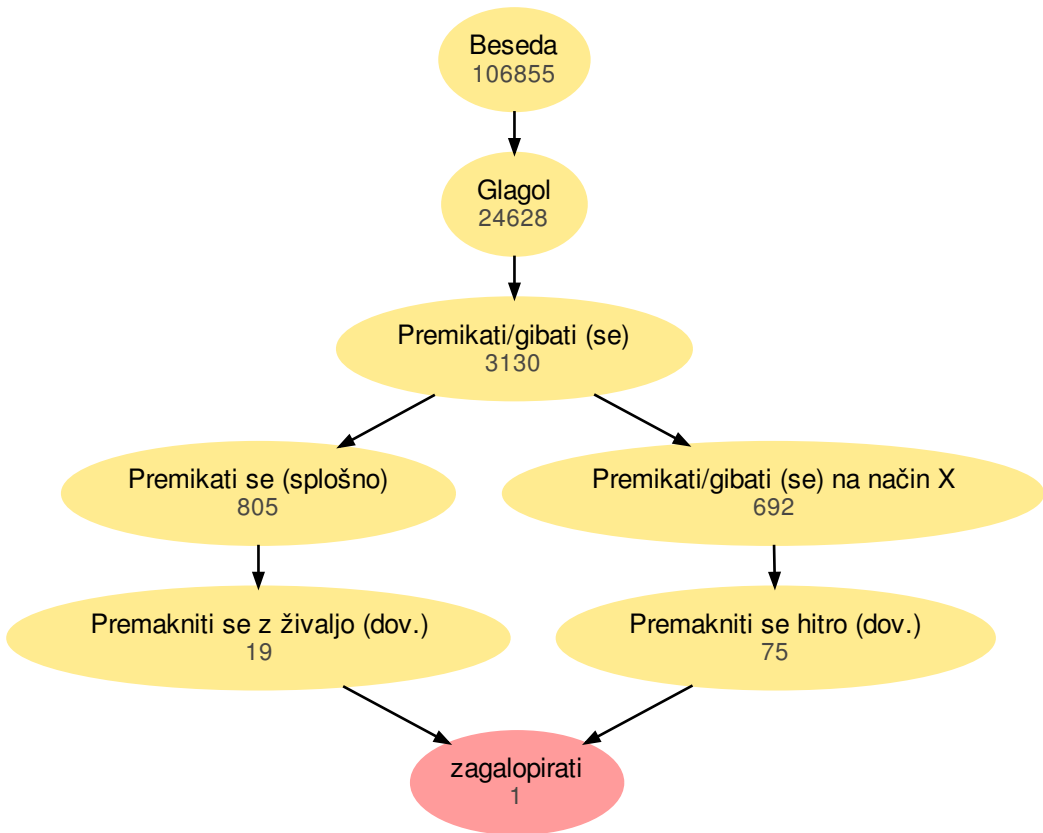 Beseda
106855
Glagol
24628
Premikati/gibati (se)
3130
Premikati se (splošno)
805
Premikati/gibati (se) na način X
692
Premakniti se z živaljo (dov.)
19
Premakniti se hitro (dov.)
75
zagalopirati
1